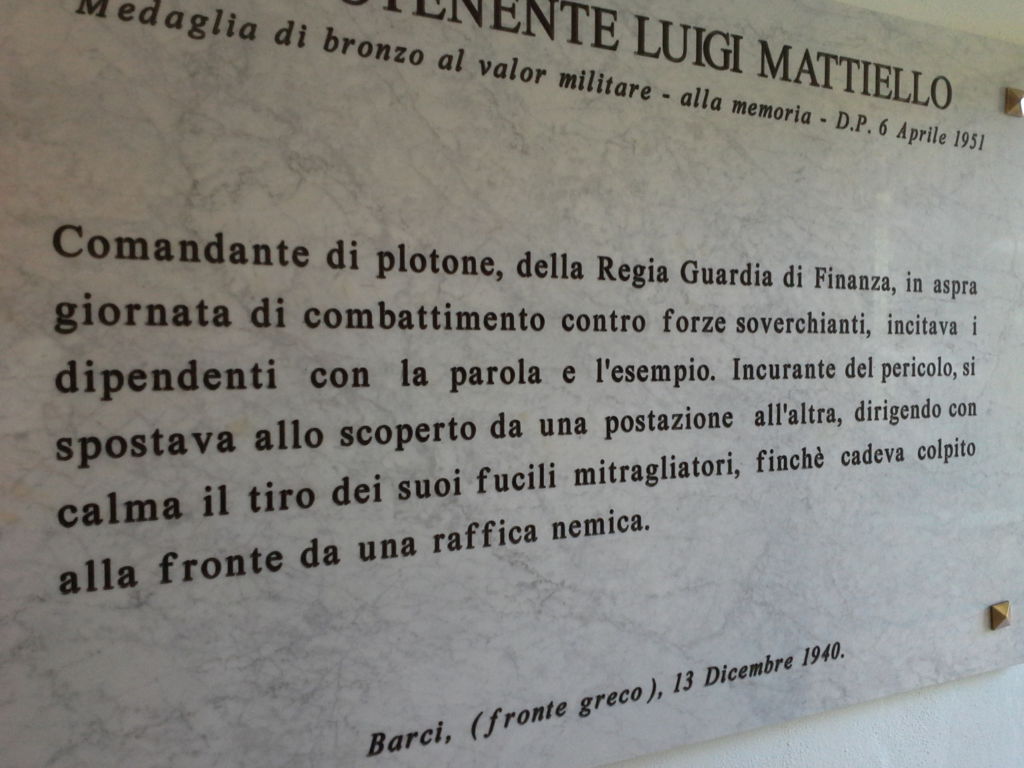 LUIGI MATTIELLO
Medaglia di bronzo al valor militare - alla memoria - D.P. 6 Aprile 1951
Comandante di plotone, della Regia Guardia di Finanza, in aspra
giornata di combattimento contro forze soverchianti, incitava i
dipendenti con la parola e l'esempio. Incurante del pericolo, si
spostava allo scoperto da una postazione all'altra, dirigendo con
calma il tiro dei suoi fucili mitragliatori, finchè cadeva colpito
alla fronte da una raffica nemica.
Barci, (fronte greco), 13 Dicembre 1940.